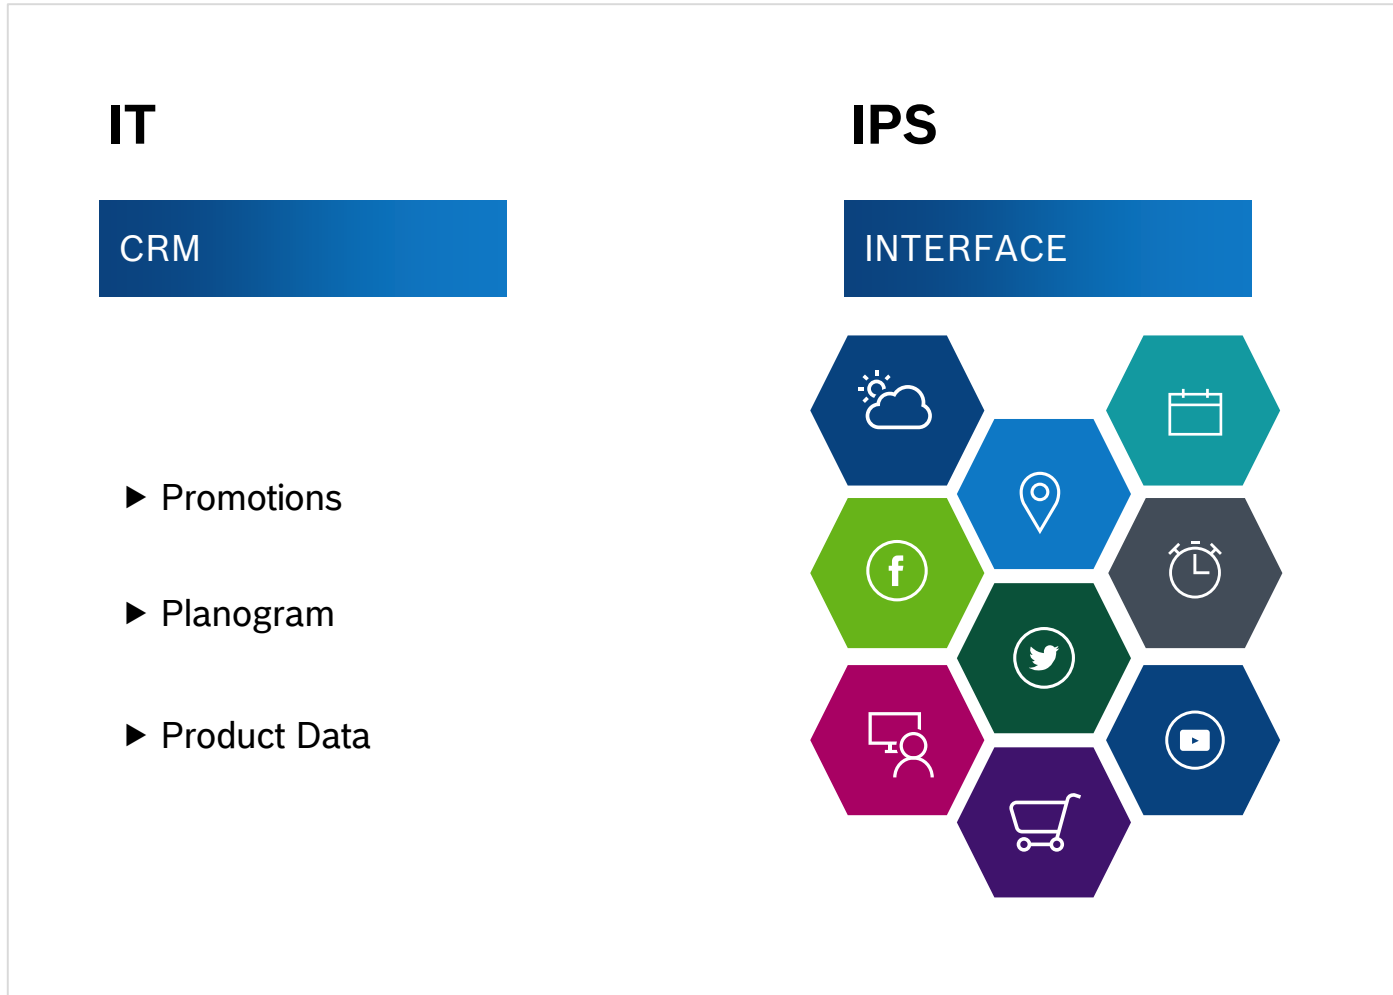 IT
CRM
▶ Promotions
▶ Planogram
▶ Product Data
IPS
INTERFACE